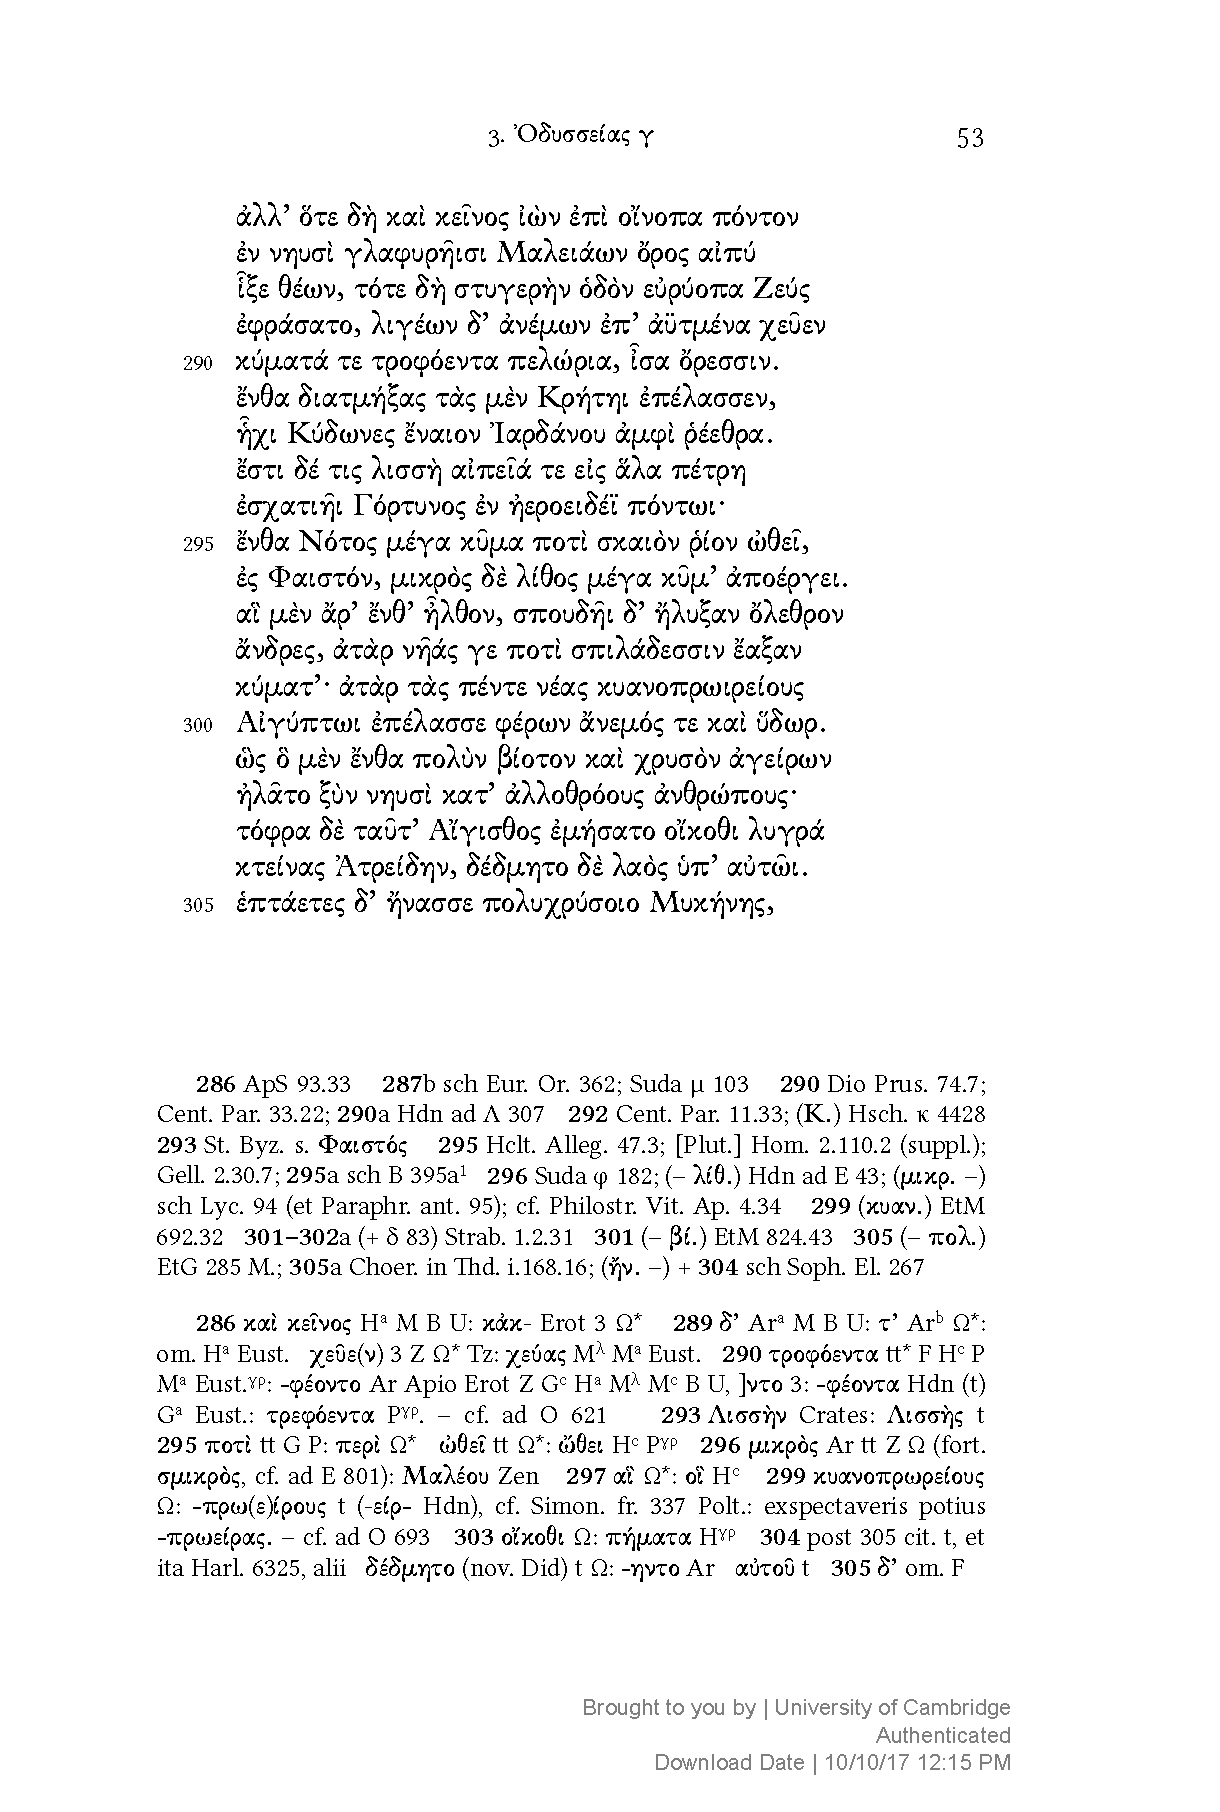 3. Ὀδυσσείας γ 53
ἀλλ’ ὅτε δὴ καὶ κεῖνος ἰὼν ἐπὶ οἴνοπα πόντον
ἐν νηυσὶ γλαφυρῆισι Μαλειάων ὄρος αἰπύ
ἷξε θέων, τότε δὴ στυγερὴν ὁδὸν εὐρύοπα Ζεύς
ἐφράσατο, λιγέων δ’ ἀνέμων ἐπ’ ἀϋτμένα χεῦεν
290 κύματά τε τροφόεντα πελώρια, ἶσα ὄρεσσιν.
ἔνθα διατμήξας τὰς μὲν Κρήτηι ἐπέλασσεν,
ἧχι Κύδωνες ἔναιον Ἰαρδάνου ἀμφὶ ῥέεθρα.
ἔστι δέ τις λισσὴ αἰπεῖά τε εἰς ἅλα πέτρη
ἐσχατιῆι Γόρτυνος ἐν ἠεροειδέϊ πόντωι·
295 ἔνθα Νότος μέγα κῦμα ποτὶ σκαιὸν ῥίον ὠθεῖ,
ἐς Φαιστόν, μικρὸς δὲ λίθος μέγα κῦμ’ ἀποέργει.
αἳ μὲν ἄρ’ ἔνθ’ ἦλθον, σπουδῆι δ’ ἤλυξαν ὄλεθρον
ἄνδρες, ἀτὰρ νῆάς γε ποτὶ σπιλάδεσσιν ἔαξαν
κύματ’· ἀτὰρ τὰς πέντε νέας κυανοπρωιρείους
300 Αἰγύπτωι ἐπέλασσε φέρων ἄνεμός τε καὶ ὕδωρ.
ὣς ὃ μὲν ἔνθα πολὺν βίοτον καὶ χρυσὸν ἀγείρων
ἠλᾶτο ξὺν νηυσὶ κατ’ ἀλλοθρόους ἀνθρώπους·
τόφρα δὲ ταῦτ’ Αἴγισθος ἐμήσατο οἴκοθι λυγρά
κτείνας Ἀτρείδην, δέδμητο δὲ λαὸς ὑπ’ αὐτῶι.
305 ἑπτάετες δ’ ἤνασσε πολυχρύσοιο Μυκήνης,
286 ApS 93.33 287b sch Eur. Or. 362; Suda μ 103 290 Dio Prus. 74.7;
Cent. Par. 33.22; 290a Hdn ad Λ 307 292 Cent. Par. 11.33; (Κ.) Hsch. κ 4428
293 St. Byz. s. Φαιστός 295 Hclt. Alleg. 47.3; [Plut.] Hom. 2.110.2 (suppl.);
Gell. 2.30.7; 295a sch B 395a¹ 296 Suda φ 182; (– λίθ.) Hdn ad E 43; (μικρ. –)
sch Lyc. 94 (et Paraphr. ant. 95); cf. Philostr. Vit. Ap. 4.34 299 (κυαν.) EtM
692.32 301–302a (+ δ 83) Strab. 1.2.31 301 (– βί.) EtM 824.43 305 (– πολ.)
EtG 285 M.; 305a Choer. in Thd. i.168.16; (ἤν. –) + 304 sch Soph. El. 267
286 καὶ κεῖνος Hᵃ M B U: κἀκ- Erot 3 Ω* 289 δ’ Arᵃ M B U: τ’ Arᵇ Ω*:
om. Hᵃ Eust. χεῦε(ν) 3 Z Ω* Tz: χεύας Mλ Mᵃ Eust. 290 τροφόεντα tt* F Hᶜ P
Mᵃ Eust.γρ: -φέοντο Ar Apio Erot Z Gᶜ Hᵃ Mλ Mᶜ B U, ]ντο 3: -φέοντα Hdn (t)
Gᵃ Eust.: τρεφόεντα Pγρ. – cf. ad O 621 293 Λισσὴν Crates: Λισσὴς t
295 ποτὶ tt G P: περὶ Ω* ὠθεῖ tt Ω*: ὤθει Hᶜ Pγρ 296 μικρὸς Ar tt Z Ω (fort.
σμικρὸς, cf. ad E 801): Μαλέου Zen 297 αἳ Ω*: οἳ Hᶜ 299 κυανοπρωρείους
Ω: -πρω(ε)ίρους t (-είρ- Hdn), cf. Simon. fr. 337 Polt.: exspectaveris potius
-πρωείρας. – cf. ad O 693 303 οἴκοθι Ω: πήματα Hγρ 304 post 305 cit. t, et
ita Harl. 6325, alii δέδμητο (nov. Did) t Ω: -ηντο Ar αὐτοῦ t 305 δ’ om. F
Brought to you by | University of Cambridge
Authenticated
Download Date | 10/10/17 12:15 PM